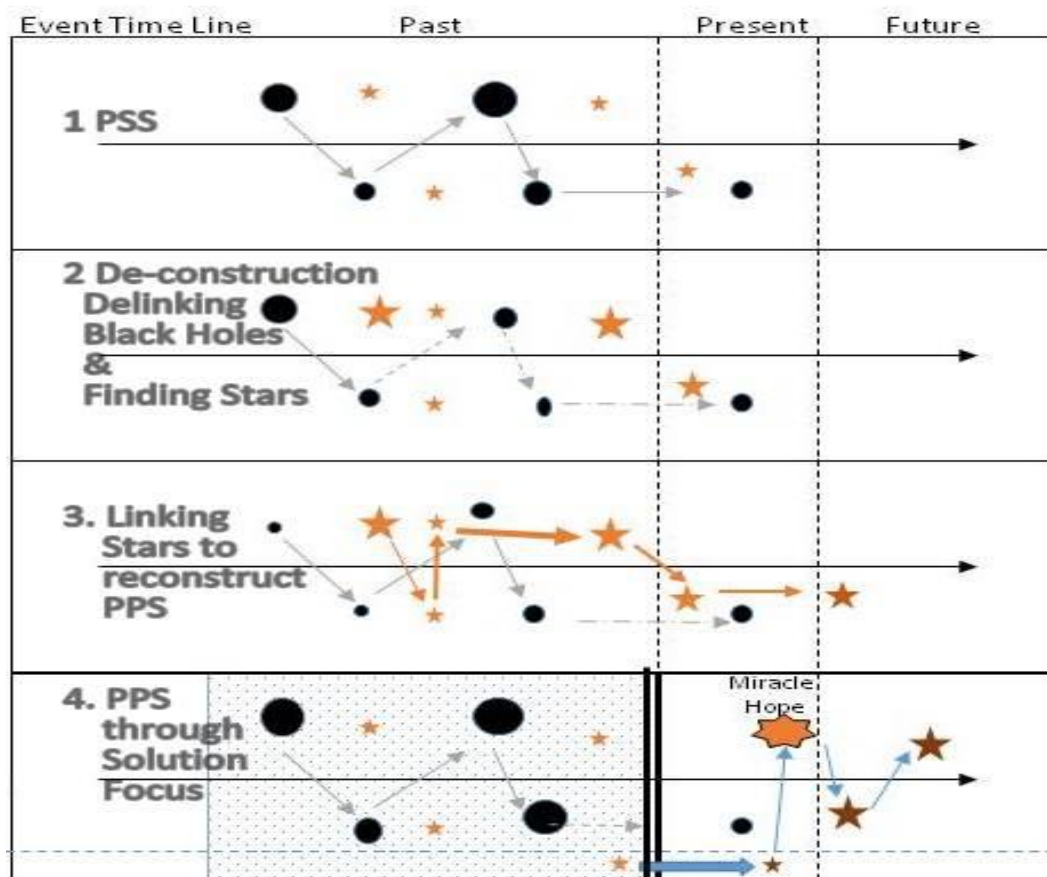 Event Time Line Past Present Future
1 PSS
2 De-construction
Delinking
Black Holes
&
Finding Stars
3. Linking
Stars to
reconstruct
PPS
4. PPS
through
Solution
Focus
Miracle
Hope